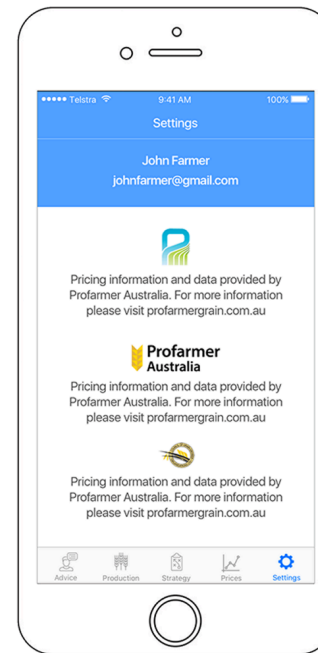 Telstra 9:41 AM 100%
Settings
John Farmer
johnfarmer@gmail.com
Pricing information and data provided by
Profarmer Australia. For more information
please visit profarmergrain.com.au
Profarmer
Australia
Pricing information and data provided by
Profarmer Australia. For more information
please visit profarmergrain.com.au
Pricing information and data provided by
Profarmer Australia. For more information
please visit profarmergrain.com.au
Advice Production Strategy Prices Settings